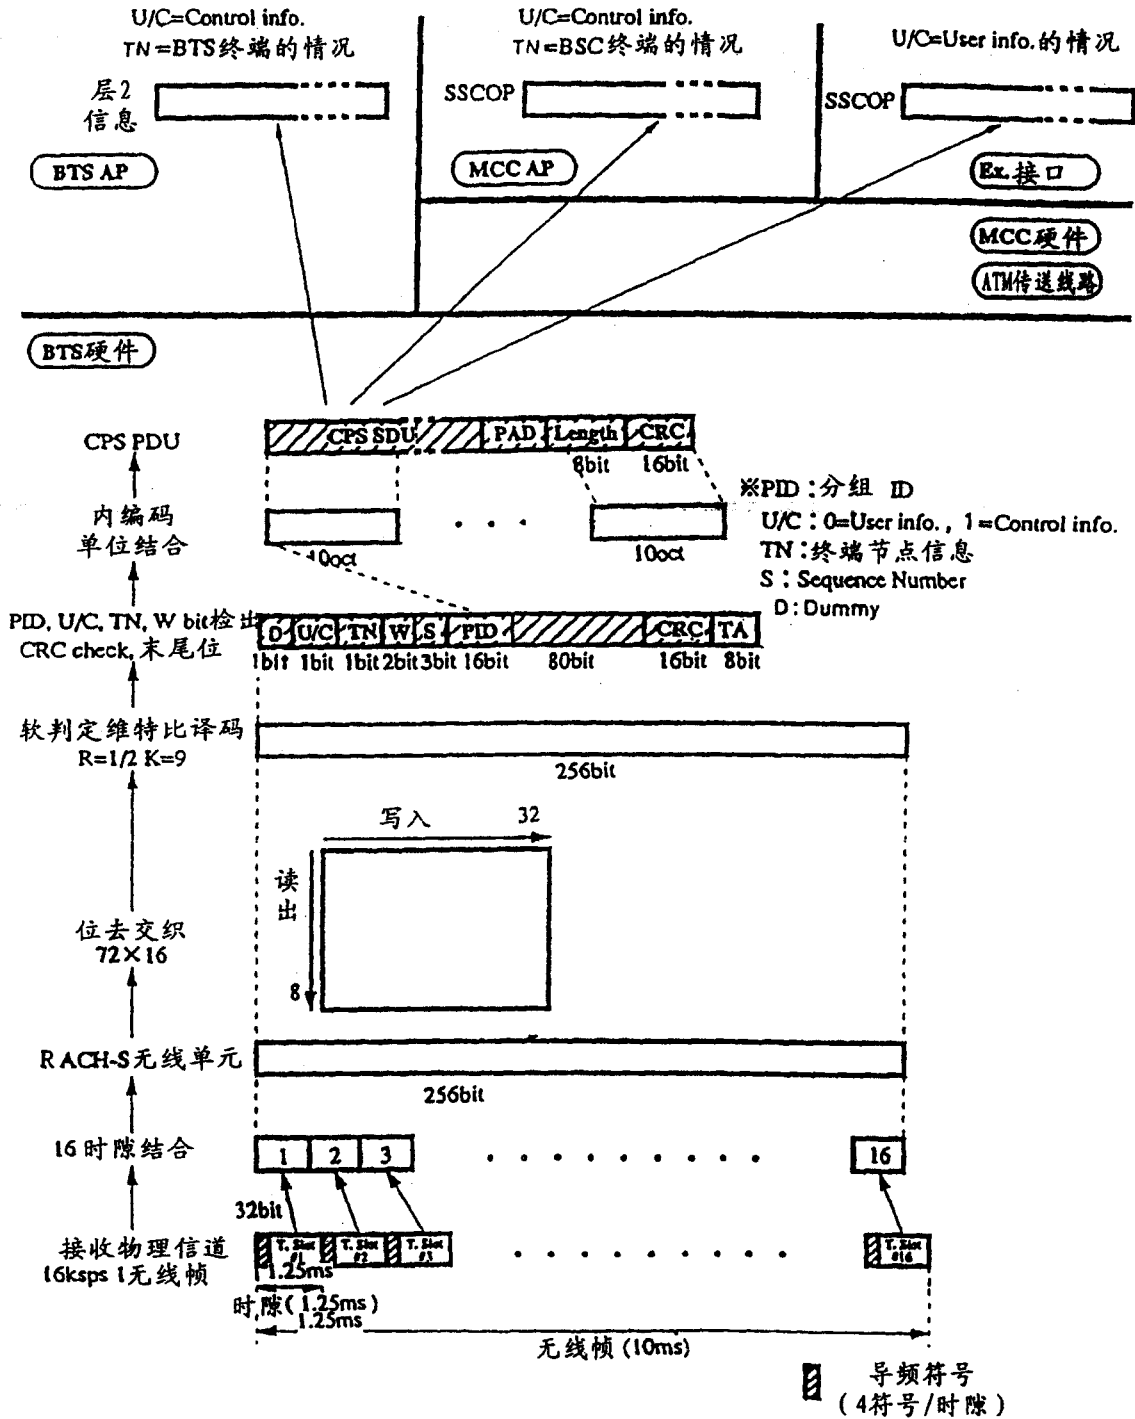 U/C=Control info.
TN=BTS终端的情况
U/C=Control info.
TN=BSC终端的情况
U/C=User info.的情况
层2
信息
SSCOP
SSCOP
BTS AP
MCC AP
Ex.接口
MCC硬件
ATM传送线路
BTS硬件
CPS PDU
CPS SDU
PAD
Length
CRC
8bit
16bit
内编码
单位结合
10oct
· · ·
10oct
※PID:分组 ID
U/C:0=User info., 1=Control info.
TN:终端节点信息
S:Sequence Number
D:Dummy
PID, U/C, TN, W bit检出
CRC check,末尾位
D U/C TN W S PID CRC TA
1bit 1bit 1bit 2bit 3bit 16bit 80bit 16bit 8bit
软判定维特比译码
R=1/2 K=9
256bit
写入 32
读
出
8
位去交织
72×16
RACH-S无线单元
256bit
16时隙结合
1 2 3 · · · · · · · · · 16
32bit
接收物理信道
16ksps 1无线帧
T. Slot
#1
T. Slot
#2
T. Slot
#3
T. Slot
#16
1.25ms
时隙(1.25ms)
1.25ms
无线帧(10ms)
导频符号
(4符号/时隙)